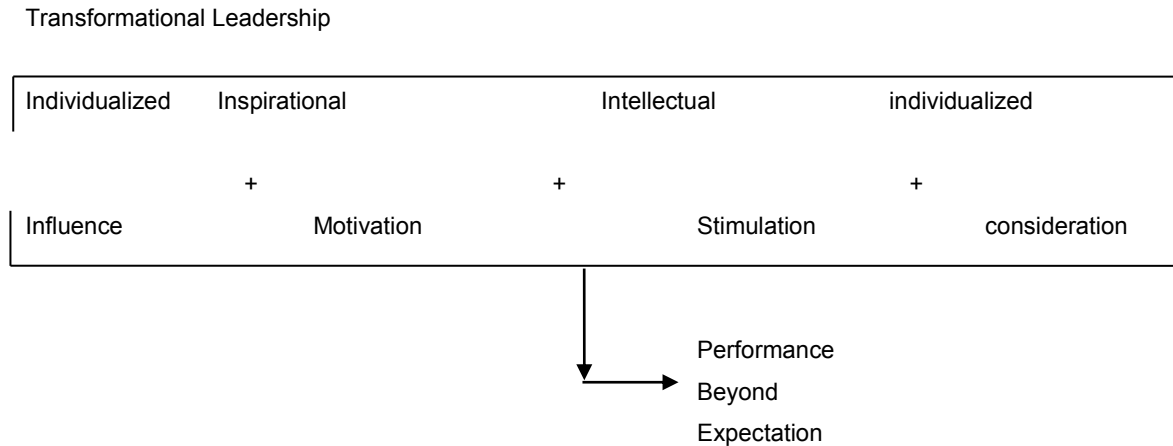 Transformational Leadership
Individualized Inspirational Intellectual individualized
+ + +
Influence Motivation Stimulation consideration
Performance
Beyond
Expectation